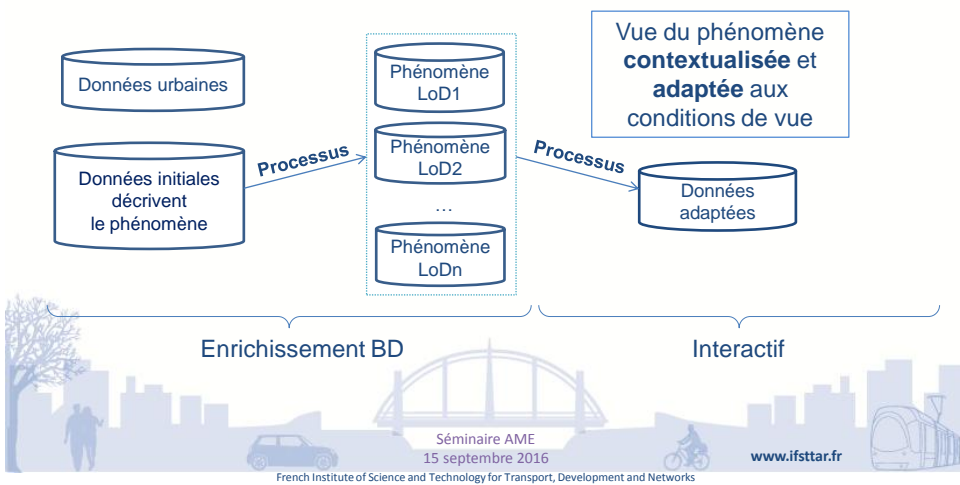 Données urbaines
Données initiales
décrivent
le phénomène
Processus
Phénomène
LoD1
Phénomène
LoD2
...
Phénomène
LoDn
Processus
Vue du phénomène
contextualisée et
adaptée aux
conditions de vue
Données
adaptées
Enrichissement BD
Interactif
Séminaire AME
15 septembre 2016
www.ifsttar.fr
French Institute of Science and Technology for Transport, Development and Networks